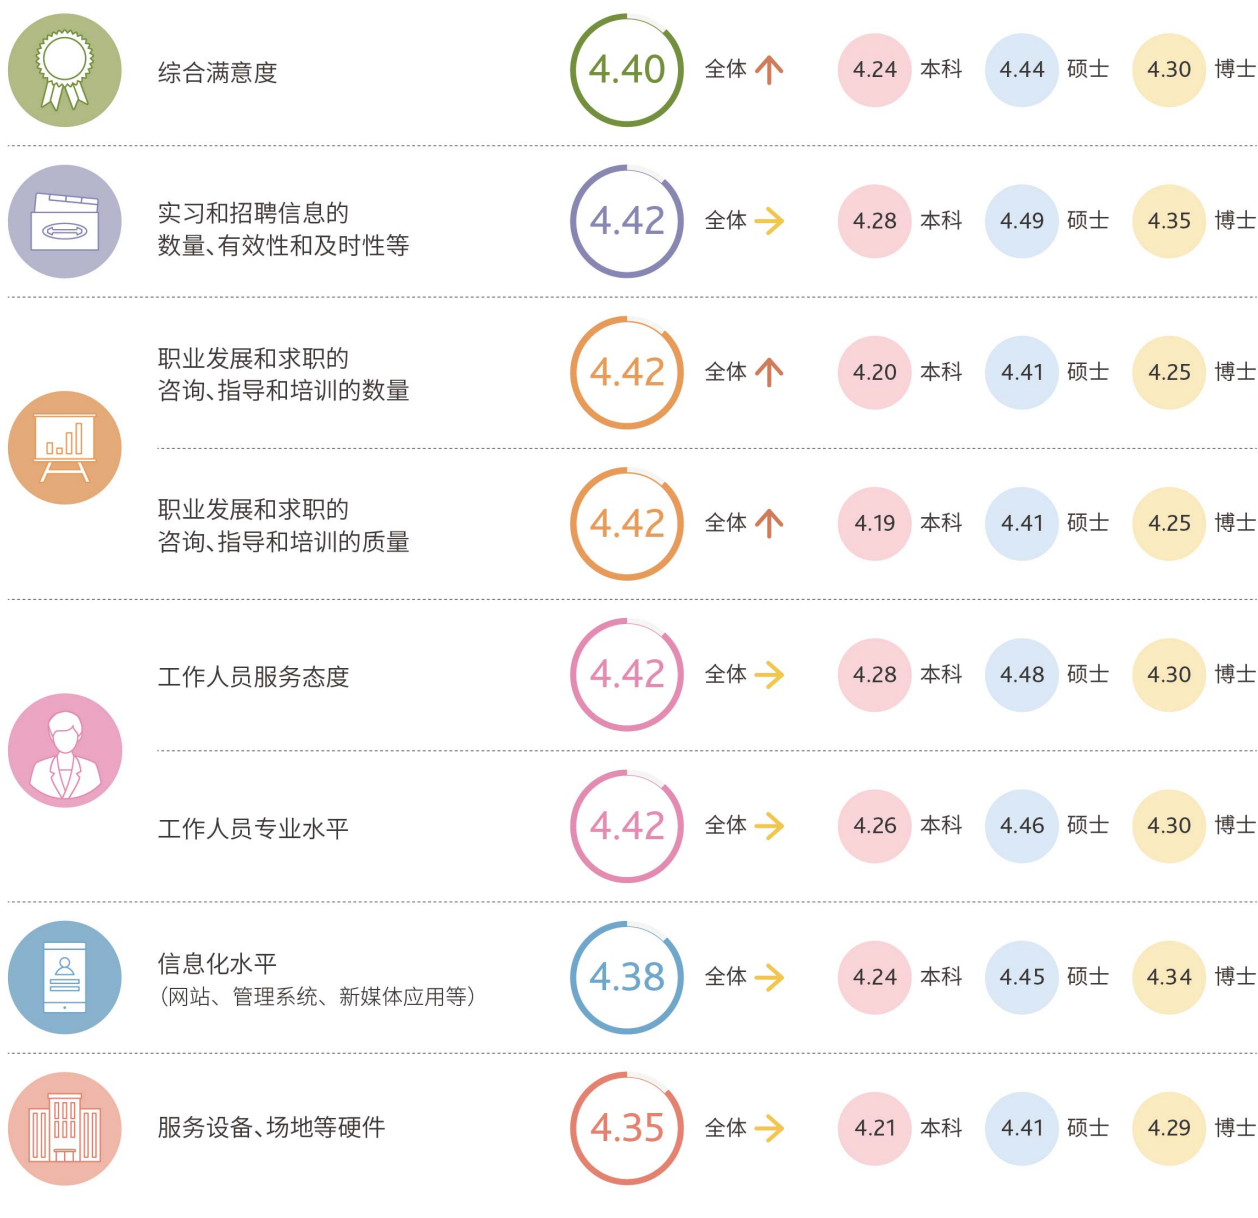 综合满意度
4.40 全体 4.24 本科 4.44 硕士 4.30 博士
实习和招聘信息的
数量、有效性和及时性等
4.42 全体 4.28 本科 4.49 硕士 4.35 博士
职业发展和求职的
咨询、指导和培训的数量
4.42 全体 4.20 本科 4.41 硕士 4.25 博士
职业发展和求职的
咨询、指导和培训的质量
4.42 全体 4.19 本科 4.41 硕士 4.25 博士
工作人员服务态度
4.42 全体 4.28 本科 4.48 硕士 4.30 博士
工作人员专业水平
4.42 全体 4.26 本科 4.46 硕士 4.30 博士
信息化水平
（网站、管理系统、新媒体应用等）
4.38 全体 4.24 本科 4.45 硕士 4.34 博士
服务设备、场地等硬件
4.35 全体 4.21 本科 4.41 硕士 4.29 博士